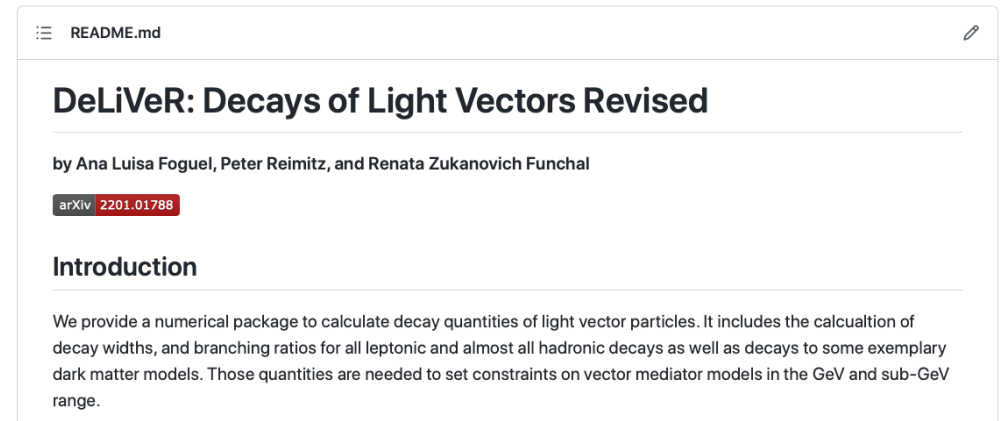 README.md
DeLiVeR: Decays of Light Vectors Revised
by Ana Luisa Foguel, Peter Reimitz, and Renata Zukanovich Funchal
arXiv 2201.01788
Introduction
We provide a numerical package to calculate decay quantities of light vector particles. It includes the calcualtion of
decay widths, and branching ratios for all leptonic and almost all hadronic decays as well as decays to some exemplary
dark matter models. Those quantities are needed to set constraints on vector mediator models in the GeV and sub-GeV
range.